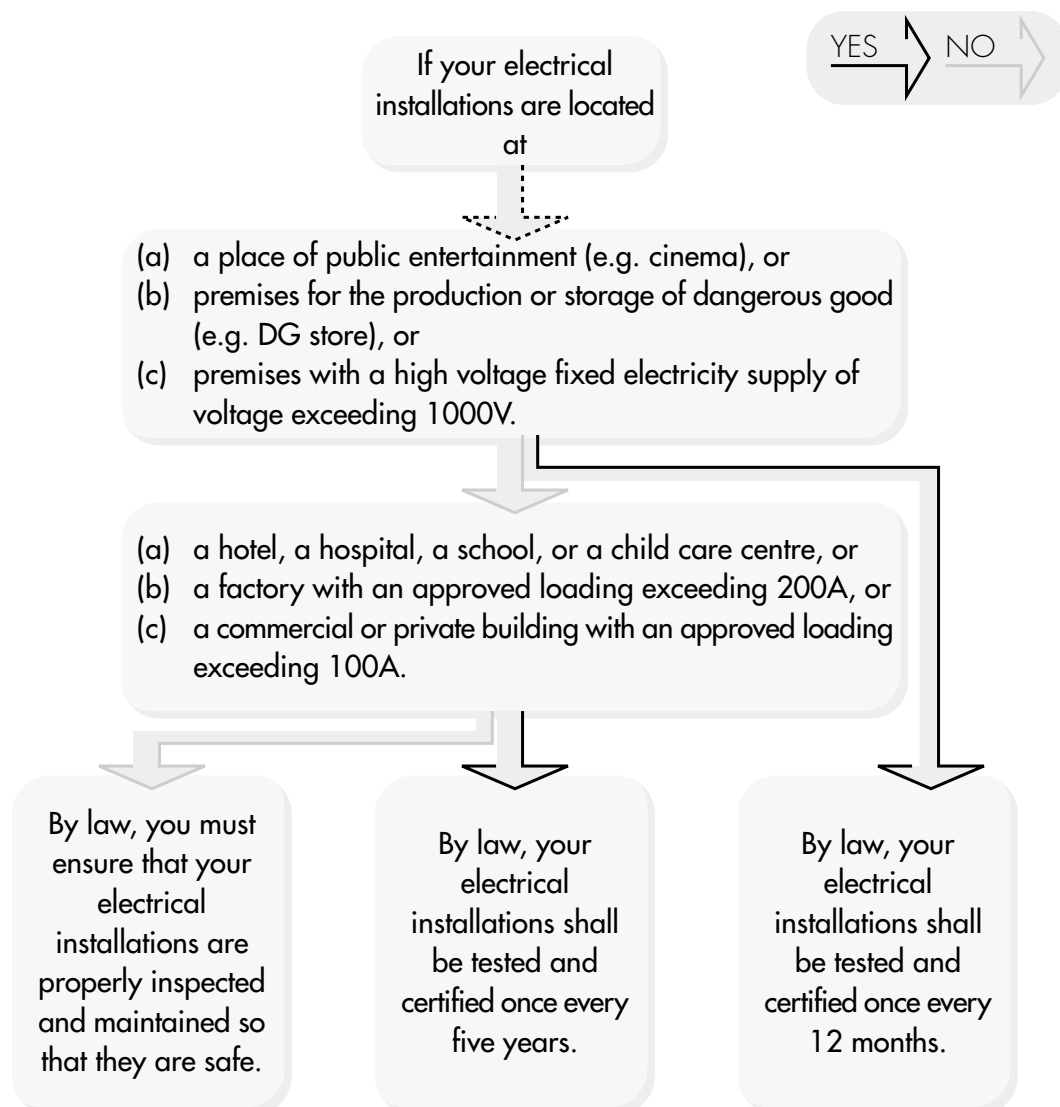 YES NO
If your electrical
installations are located
at
(a) a place of public entertainment (e.g. cinema), or
(b) premises for the production or storage of dangerous good
(e.g. DG store), or
(c) premises with a high voltage fixed electricity supply of
voltage exceeding 1000V.
(a) a hotel, a hospital, a school, or a child care centre, or
(b) a factory with an approved loading exceeding 200A, or
(c) a commercial or private building with an approved loading
exceeding 100A.
By law, you must
ensure that your
electrical
installations are
properly inspected
and maintained so
that they are safe.
By law, your
electrical
installations shall
be tested and
certified once every
five years.
By law, your
electrical
installations shall
be tested and
certified once every
12 months.